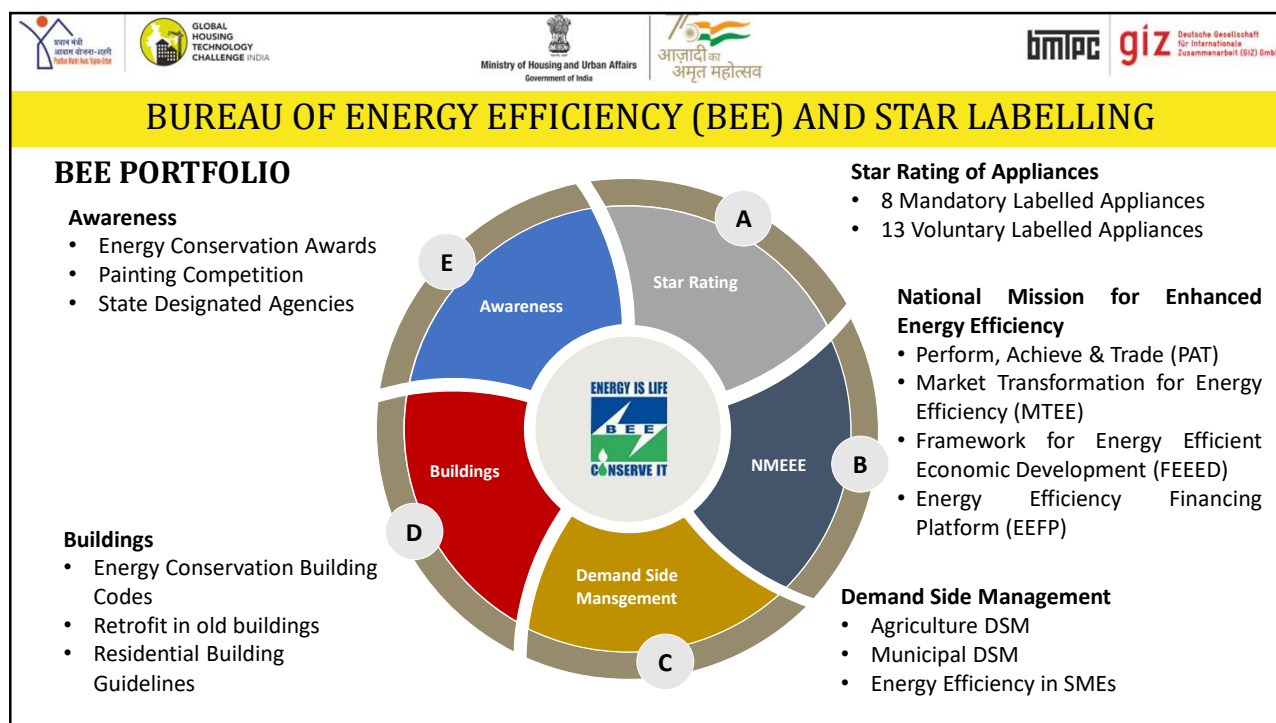 प्रधान मंत्री
आवास योजना-शहरी
Pradhan Mantri Awas Yojana-Urban
GLOBAL
HOUSING
TECHNOLOGY
CHALLENGE INDIA
Ministry of Housing and Urban Affairs
Government of India
आज़ादी का
अमृत महोत्सव
bmTPC
giz
Deutsche Gesellschaft
für Internationale
Zusammenarbeit (GIZ) GmbH
BUREAU OF ENERGY EFFICIENCY (BEE) AND STAR LABELLING
BEE PORTFOLIO
Awareness
• Energy Conservation Awards
• Painting Competition
• State Designated Agencies
Buildings
• Energy Conservation Building
Codes
• Retrofit in old buildings
• Residential Building
Guidelines
A
Star Rating
E
Awareness
ENERGY IS LIFE
BEE
CONSERVE IT
NMEEE
B
Buildings
D
Demand Side
Mansgement
C
Star Rating of Appliances
• 8 Mandatory Labelled Appliances
• 13 Voluntary Labelled Appliances
National Mission for Enhanced
Energy Efficiency
• Perform, Achieve & Trade (PAT)
• Market Transformation for Energy
Efficiency (MTEE)
• Framework for Energy Efficient
Economic Development (FEEED)
• Energy Efficiency Financing
Platform (EEFP)
Demand Side Management
• Agriculture DSM
• Municipal DSM
• Energy Efficiency in SMEs